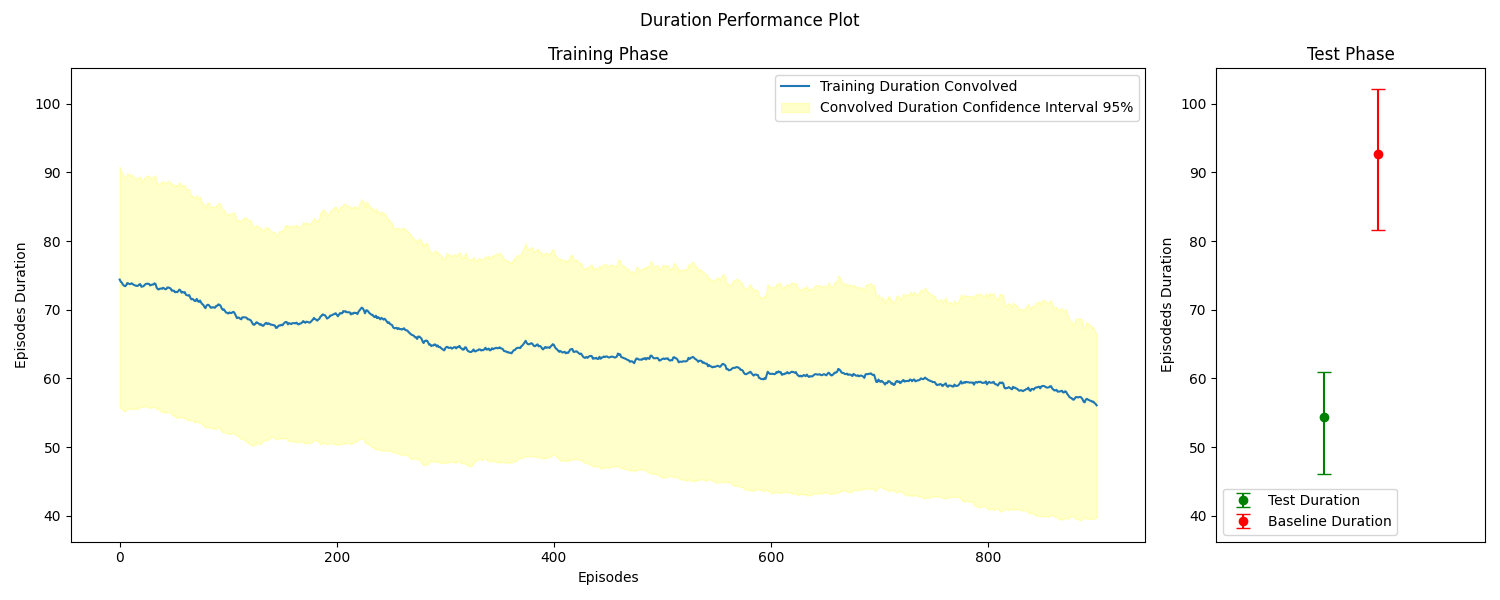 Duration Performance Plot
Training Phase
Training Duration Convolved
Convolved Duration Confidence Interval 95%
Episodes Duration
100
90
80
70
60
50
40
0
200
400
600
800
Episodes
Test Phase
Episodeds Duration
100
90
80
70
60
50
40
Test Duration
Baseline Duration